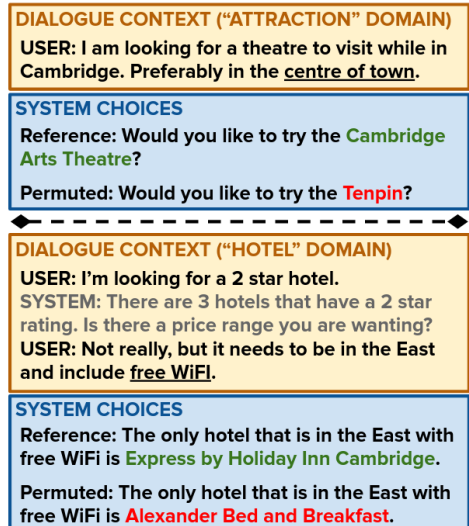 DIALOGUE CONTEXT ("ATTRACTION" DOMAIN)
USER: I am looking for a theatre to visit while in
Cambridge. Preferably in the centre of town.
SYSTEM CHOICES
Reference: Would you like to try the Cambridge
Arts Theatre?
Permuted: Would you like to try the Tenpin?
DIALOGUE CONTEXT ("HOTEL" DOMAIN)
USER: I'm looking for a 2 star hotel.
SYSTEM: There are 3 hotels that have a 2 star
rating. Is there a price range you are wanting?
USER: Not really, but it needs to be in the East
and include free WiFI.
SYSTEM CHOICES
Reference: The only hotel that is in the East with
free WiFi is Express by Holiday Inn Cambridge.
Permuted: The only hotel that is in the East with
free WiFi is Alexander Bed and Breakfast.